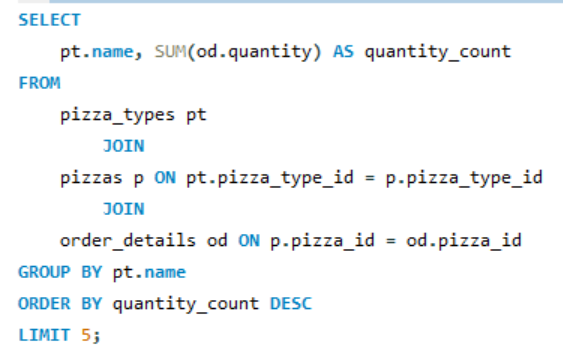 SELECT
pt.name, SUM(od.quantity) AS quantity_count
FROM
pizza_types pt
JOIN
pizzas p ON pt.pizza_type_id = p.pizza_type_id
JOIN
order_details od ON p.pizza_id = od.pizza_id
GROUP BY pt.name
ORDER BY quantity_count DESC
LIMIT 5;